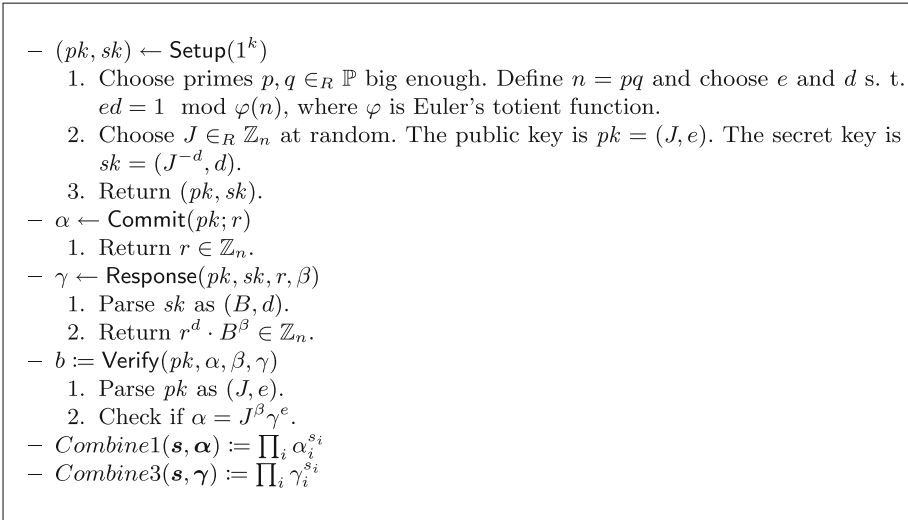 – (pk, sk) ← Setup(1^k)
1. Choose primes p, q ∈_R ℙ big enough. Define n = pq and choose e and d s. t.
ed = 1 mod φ(n), where φ is Euler's totient function.
2. Choose J ∈_R ℤ_n at random. The public key is pk = (J, e). The secret key is
sk = (J^{−d}, d).
3. Return (pk, sk).
– α ← Commit(pk; r)
1. Return r ∈ ℤ_n.
– γ ← Response(pk, sk, r, β)
1. Parse sk as (B, d).
2. Return r^d · B^β ∈ ℤ_n.
– b := Verify(pk, α, β, γ)
1. Parse pk as (J, e).
2. Check if α = J^β γ^e.
– Combine1(s, α) := ∏_i α_i^{s_i}
– Combine3(s, γ) := ∏_i γ_i^{s_i}